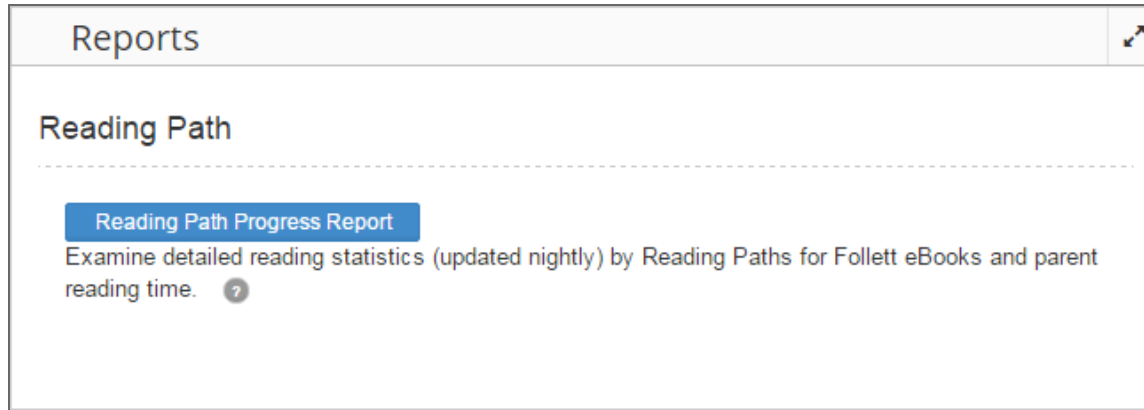 Reports
Reading Path
Reading Path Progress Report
Examine detailed reading statistics (updated nightly) by Reading Paths for Follett eBooks and parent
reading time. ?